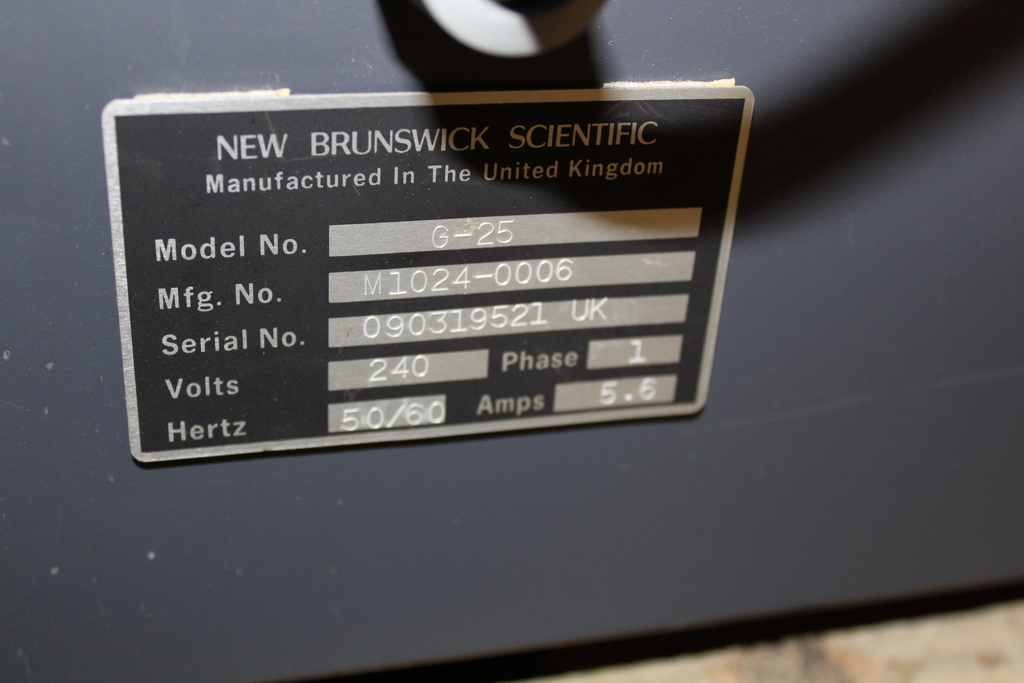 NEW BRUNSWICK SCIENTIFIC
Manufactured In The United Kingdom
Model No. G-25
Mfg. No. M1024-0006
Serial No. 090319521 UK
Volts 240 Phase 1
Hertz 50/60 Amps 5.6